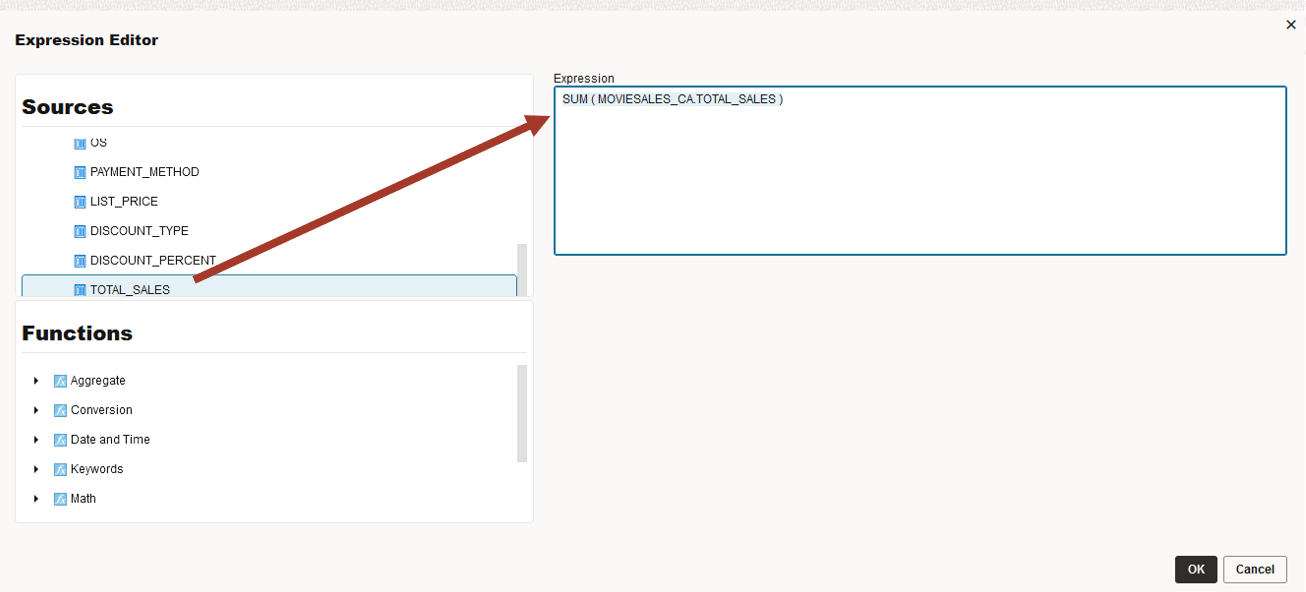 Expression Editor
Sources
OS
PAYMENT_METHOD
LIST_PRICE
DISCOUNT_TYPE
DISCOUNT_PERCENT
TOTAL_SALES
Functions
Aggregate
Conversion
Date and Time
Keywords
Math
Expression
SUM ( MOVIESALES_CA.TOTAL_SALES )
OK
Cancel